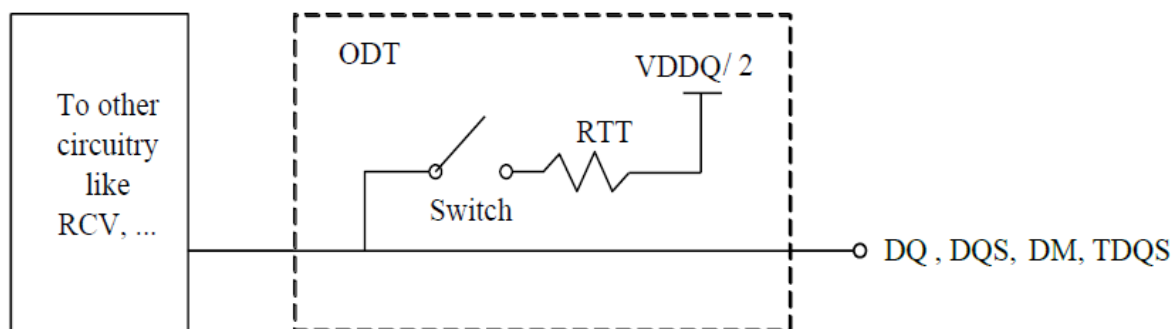 To other
circuitry
like
RCV, ...
ODT
VDDQ/ 2
RTT
Switch
DQ , DQS, DM, TDQS